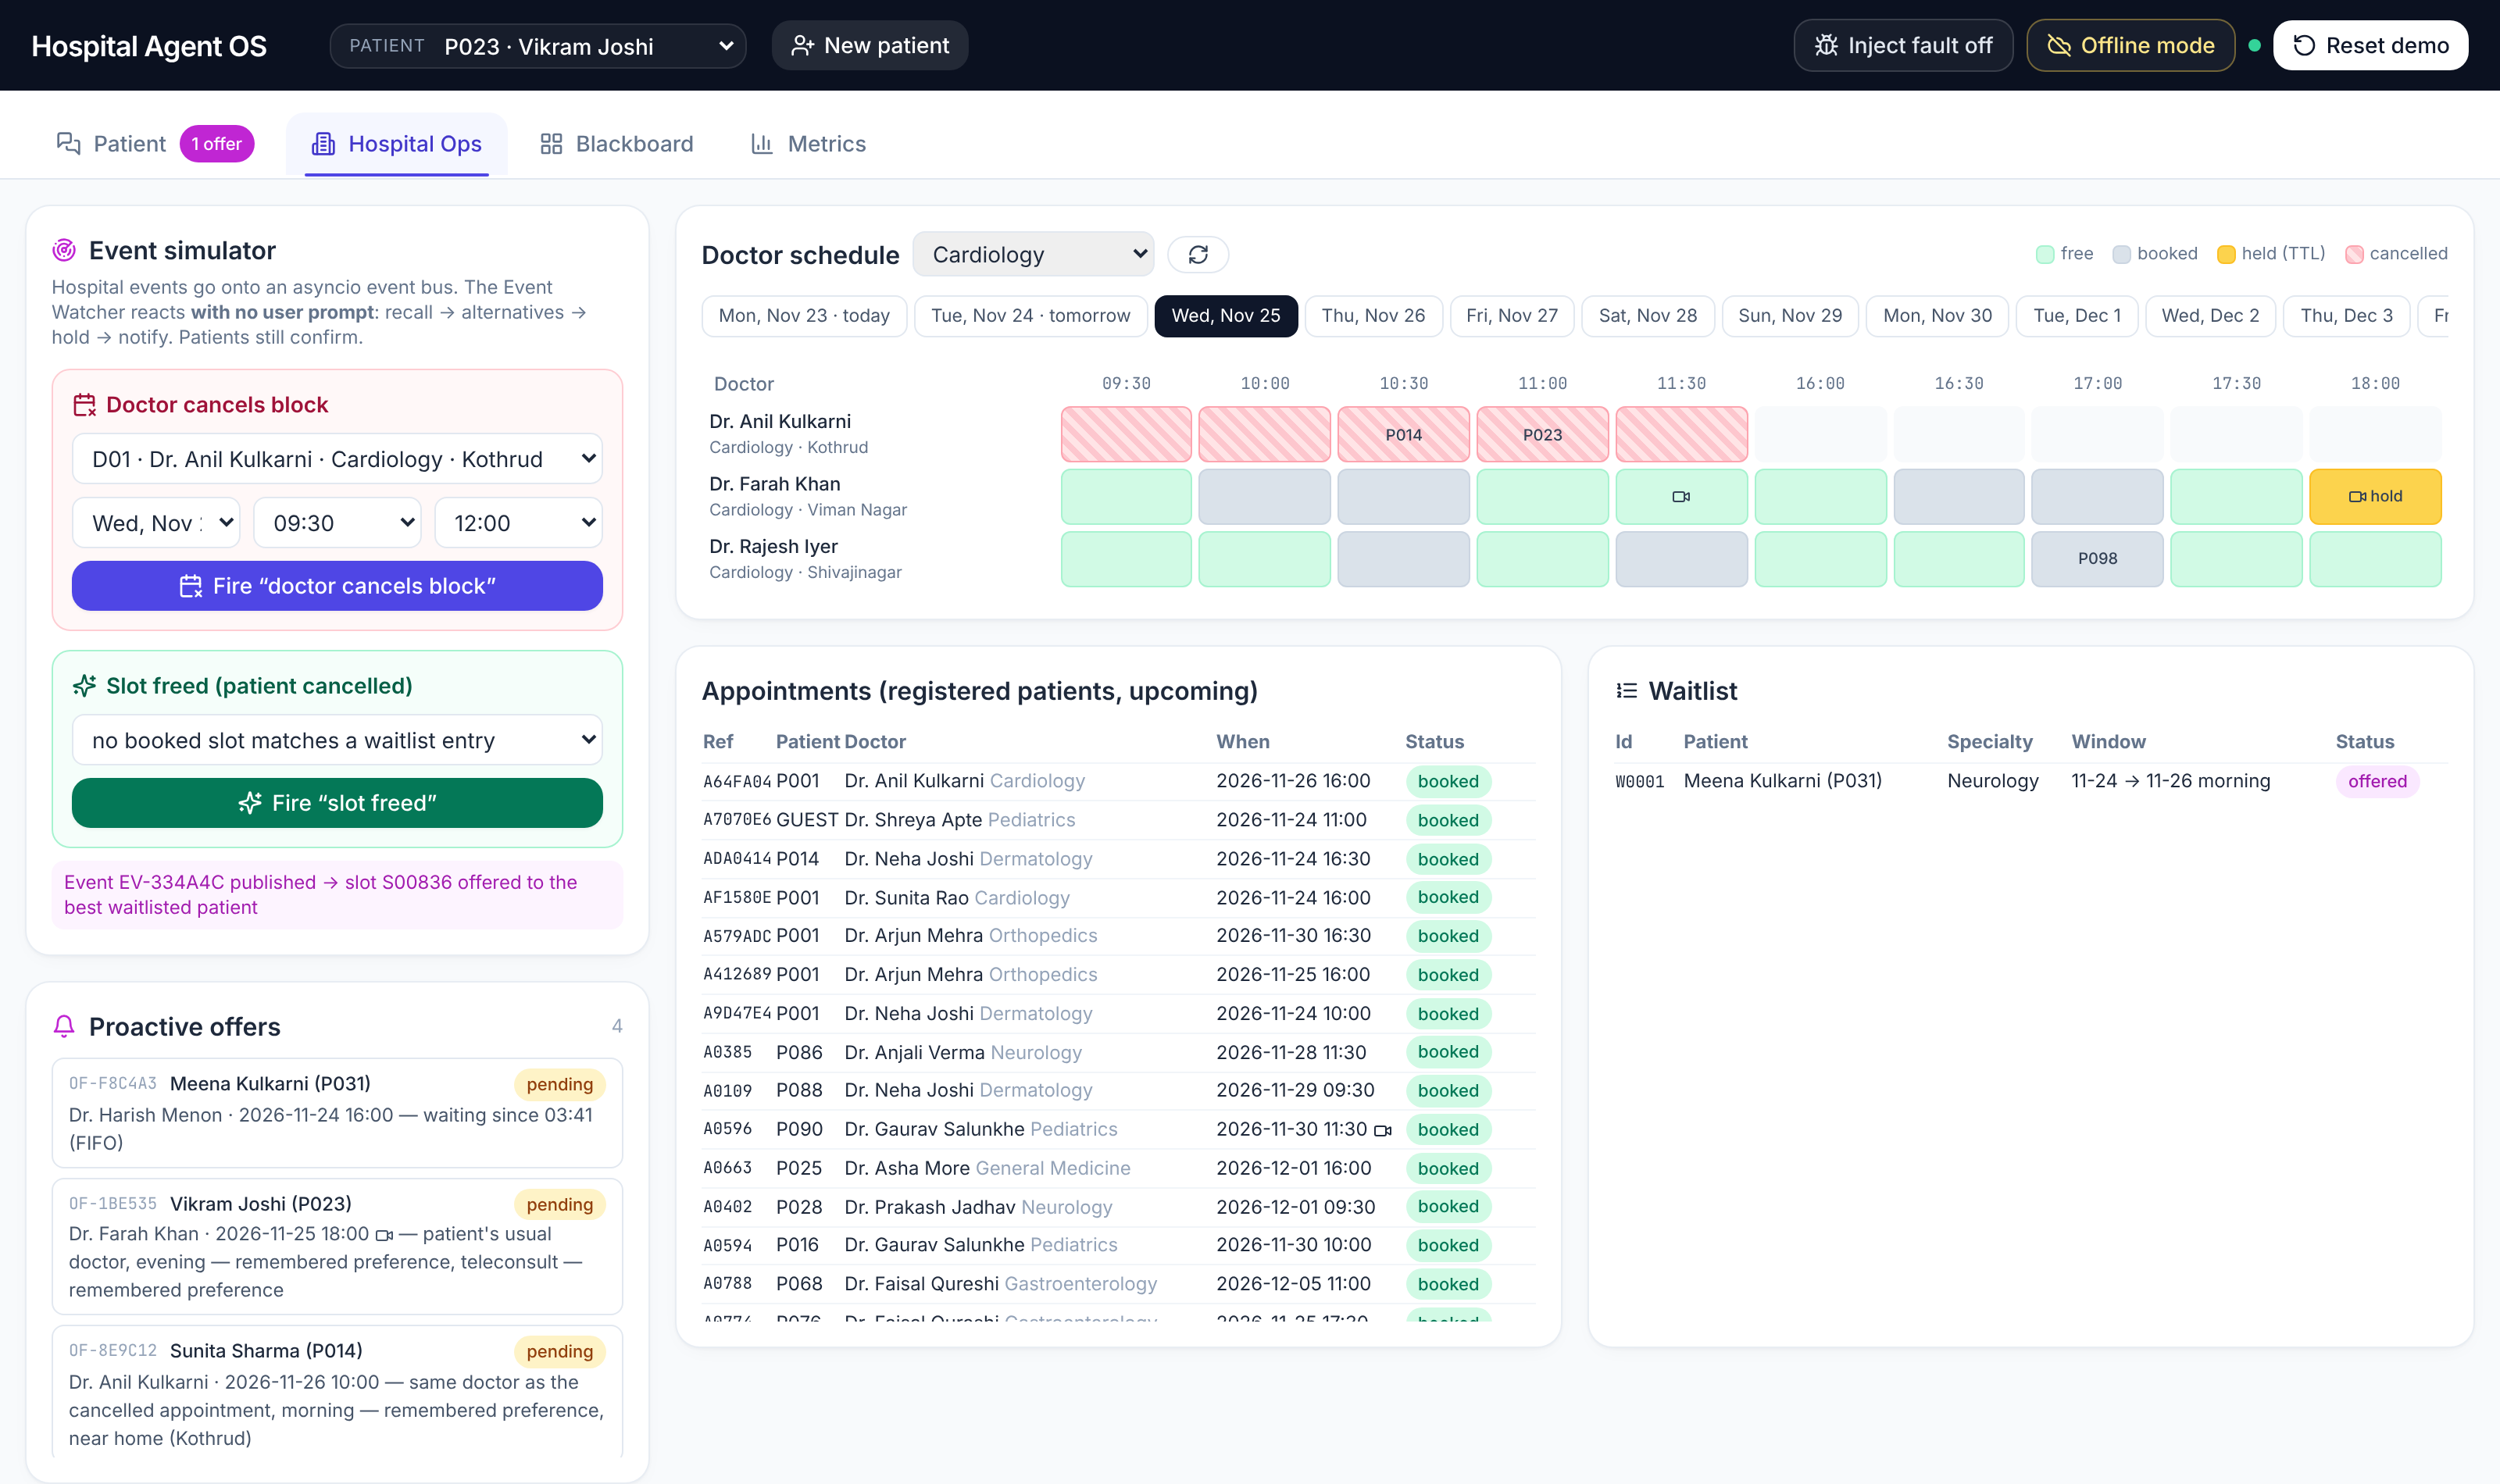 Hospital Agent OS
PATIENT P023 · Vikram Joshi
New patient
Inject fault off
Offline mode
Reset demo
Patient 1 offer
Hospital Ops
Blackboard
Metrics
Event simulator
Hospital events go onto an asyncio event bus. The Event
Watcher reacts with no user prompt: recall → alternatives →
hold → notify. Patients still confirm.
Doctor cancels block
D01 · Dr. Anil Kulkarni · Cardiology · Kothrud
Wed, Nov 09:30 12:00
Fire “doctor cancels block”
Slot freed (patient cancelled)
no booked slot matches a waitlist entry
Fire “slot freed”
Event EV-334A4C published → slot S00836 offered to the
best waitlisted patient
Proactive offers 4
OF-F8C4A3 Meena Kulkarni (P031) pending
Dr. Harish Menon · 2026-11-24 16:00 — waiting since 03:41
(FIFO)
OF-1BE535 Vikram Joshi (P023) pending
Dr. Farah Khan · 2026-11-25 18:00 — patient's usual
doctor, evening — remembered preference, teleconsult —
remembered preference
OF-8E9C12 Sunita Sharma (P014) pending
Dr. Anil Kulkarni · 2026-11-26 10:00 — same doctor as the
cancelled appointment, morning — remembered preference,
near home (Kothrud)
Doctor schedule Cardiology
free booked held (TTL) cancelled
Mon, Nov 23 · today Tue, Nov 24 · tomorrow Wed, Nov 25 Thu, Nov 26 Fri, Nov 27 Sat, Nov 28 Sun, Nov 29 Mon, Nov 30 Tue, Dec 1 Wed, Dec 2 Thu, Dec 3
Doctor 09:30 10:00 10:30 11:00 11:30 16:00 16:30 17:00 17:30 18:00
Dr. Anil Kulkarni
Cardiology · Kothrud
P014 P023
Dr. Farah Khan
Cardiology · Viman Nagar
hold
Dr. Rajesh Iyer
Cardiology · Shivajinagar
P098
Appointments (registered patients, upcoming)
Ref Patient Doctor When Status
A64FA04 P001 Dr. Anil Kulkarni Cardiology 2026-11-26 16:00 booked
A7070E6 GUEST Dr. Shreya Apte Pediatrics 2026-11-24 11:00 booked
ADA0414 P014 Dr. Neha Joshi Dermatology 2026-11-24 16:30 booked
AF1580E P001 Dr. Sunita Rao Cardiology 2026-11-24 16:00 booked
A579ADC P001 Dr. Arjun Mehra Orthopedics 2026-11-30 16:30 booked
A412689 P001 Dr. Arjun Mehra Orthopedics 2026-11-25 16:00 booked
A9D47E4 P001 Dr. Neha Joshi Dermatology 2026-11-24 10:00 booked
A0385 P086 Dr. Anjali Verma Neurology 2026-11-28 11:30 booked
A0109 P088 Dr. Neha Joshi Dermatology 2026-11-29 09:30 booked
A0596 P090 Dr. Gaurav Salunkhe Pediatrics 2026-11-30 11:30 booked
A0663 P025 Dr. Asha More General Medicine 2026-12-01 16:00 booked
A0402 P028 Dr. Prakash Jadhav Neurology 2026-12-01 09:30 booked
A0594 P016 Dr. Gaurav Salunkhe Pediatrics 2026-11-30 10:00 booked
A0788 P068 Dr. Faisal Qureshi Gastroenterology 2026-12-05 11:00 booked
Waitlist
Id Patient Specialty Window Status
W0001 Meena Kulkarni (P031) Neurology 11-24 → 11-26 morning offered